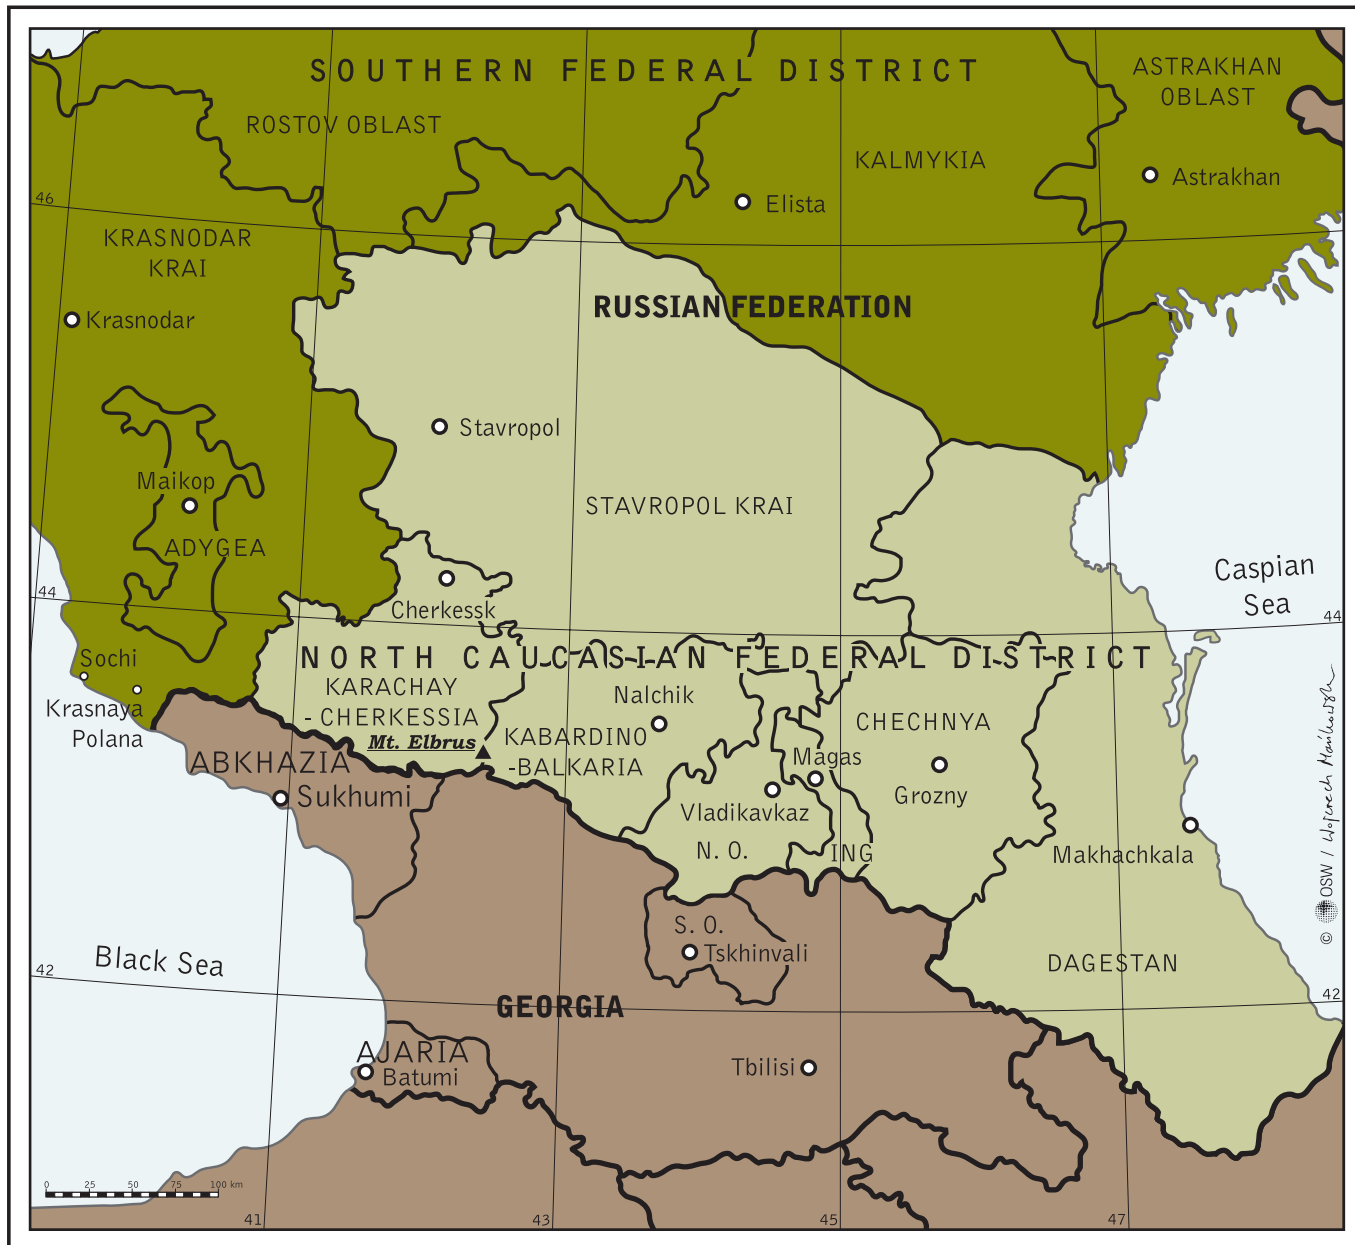 SOUTHERN FEDERAL DISTRICT
ASTRAKHAN
OBLAST
ROSTOV OBLAST
KALMYKIA
Astrakhan
Elista
46
KRASNODAR
KRAI
RUSSIAN FEDERATION
Krasnodar
Stavropol
Maikop
STAVROPOL KRAI
ADYGEA
Caspian
Sea
44
Cherkessk
44
NORTH CAUCASIAN FEDERAL DISTRICT
Sochi
KARACHAY
- CHERKESSIA
Nalchik
Krasnaya
Polana
Mt. Elbrus
KABARDINO
-BALKARIA
CHECHNYA
Magas
ABKHAZIA
Sukhumi
Grozny
Vladikavkaz
N. O.
ING
Makhachkala
© OSW / Wojciech Mańkowski
S. O.
Tskhinvali
Black Sea
DAGESTAN
42
42
GEORGIA
AJARIA
Batumi
Tbilisi
0 25 50 75 100 km
41
43
45
47